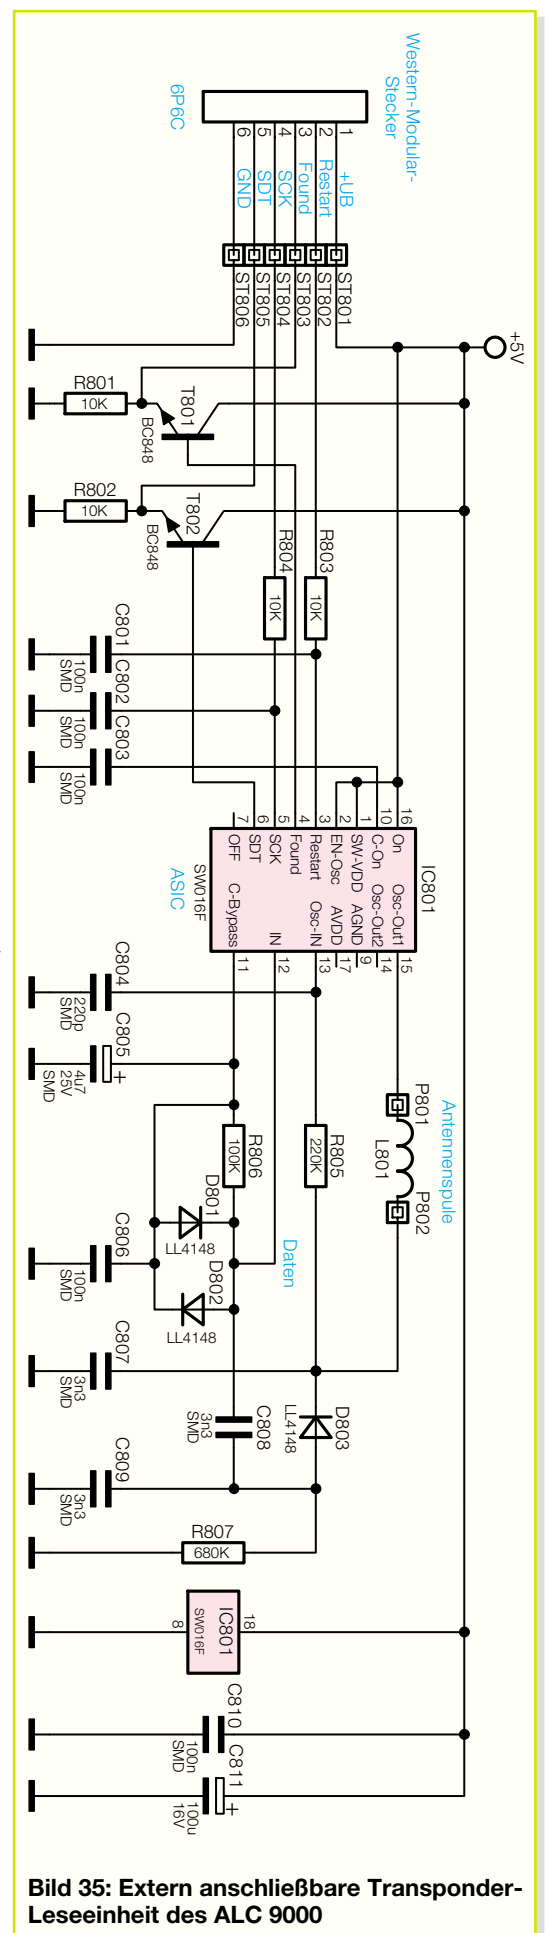 Western-Modular-
Stecker
6P6C
1
2
3
4
5
6
+UB
Restart
Found
SCK
SDT
GND
ST801
ST802
ST803
ST804
ST805
ST806
+5V
R801
10K
T801
BC848
R802
10K
T802
BC848
R803
10K
R804
10K
C801
100n
SMD
C802
100n
SMD
C803
100n
SMD
IC801
16
10
1
2
3
4
5
6
7
On
C-On
SW-VDD
EN-Osc
Restart
Found
SCK
SDT
OFF
Osc-Out1
Osc-Out2
AGND
AVDD
Osc-IN
IN
C-Bypass
15
14
9
17
13
12
11
SW016F
ASIC
C804
220p
SMD
C805
+
4u7
25V
SMD
Antennenspule
P801
L801
P802
R805
220K
R806
100K
D801
LL4148
D802
LL4148
Daten
C806
100n
SMD
C807
3n3
SMD
D803
LL4148
C808
3n3
SMD
C809
3n3
SMD
R807
680K
18
IC801
SW016F
8
C810
100n
SMD
C811
+
100u
16V
Bild 35: Extern anschließbare Transponder-
Leseeinheit des ALC 9000